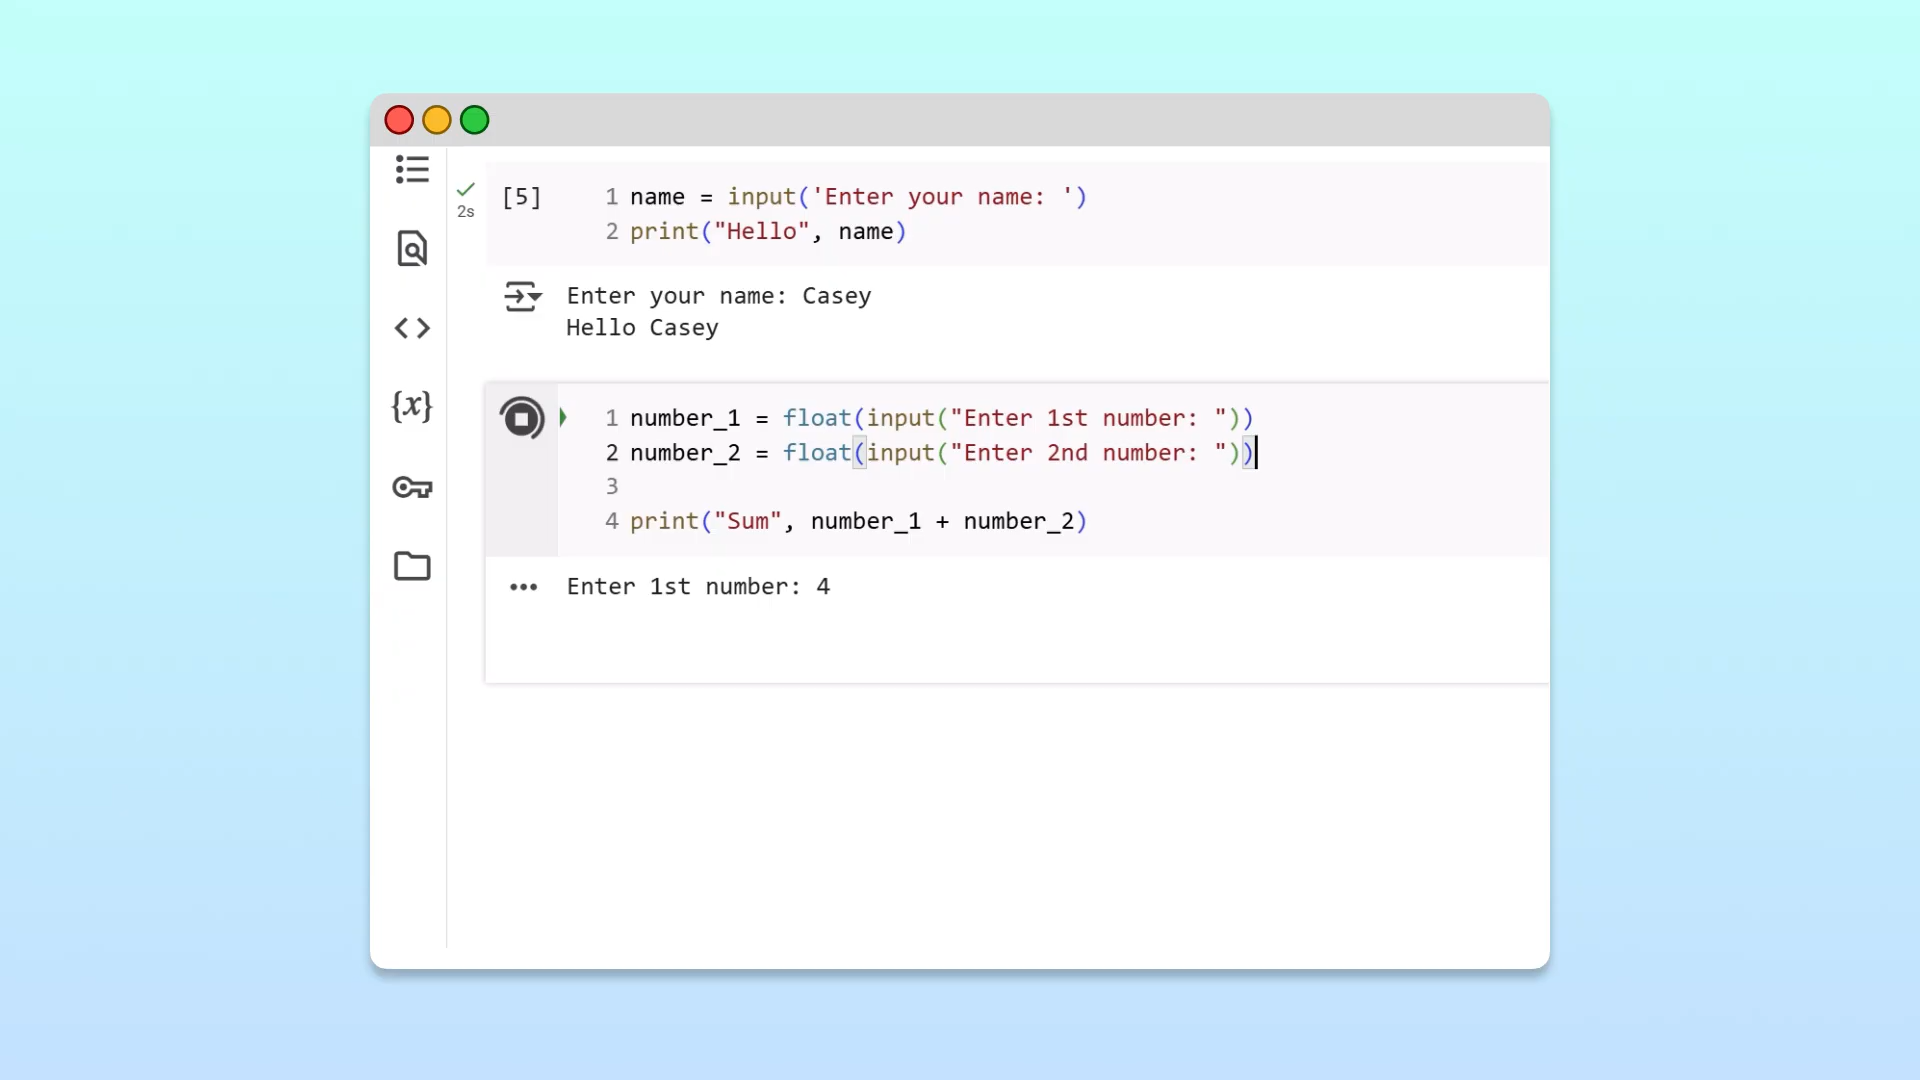 [5] 1 name = input('Enter your name: ')
2s
2 print("Hello", name)
Enter your name: Casey
Hello Casey
{x}
1 number_1 = float(input("Enter 1st number: "))
2 number_2 = float(input("Enter 2nd number: "))
3
4 print("Sum", number_1 + number_2)
Enter 1st number: 4